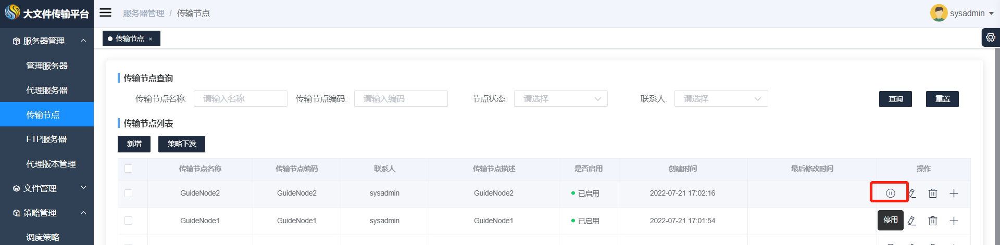 大文件传输平台
服务器管理 / 传输节点
sysadmin
服务器管理
传输节点 ×
管理服务器
代理服务器
传输节点
FTP服务器
代理版本管理
文件管理
策略管理
调度策略
传输节点查询
传输节点名称: 请输入名称 传输节点编码: 请输入编码 节点状态: 请选择 联系人: 请选择 查询 重置
传输节点列表
新增 策略下发
传输节点名称 传输节点编码 联系人 传输节点描述 是否启用 创建时间 最后修改时间 操作
GuideNode2 GuideNode2 sysadmin GuideNode2 已启用 2022-07-21 17:02:16
GuideNode1 GuideNode1 sysadmin GuideNode1 已启用 2022-07-21 17:01:54
停用